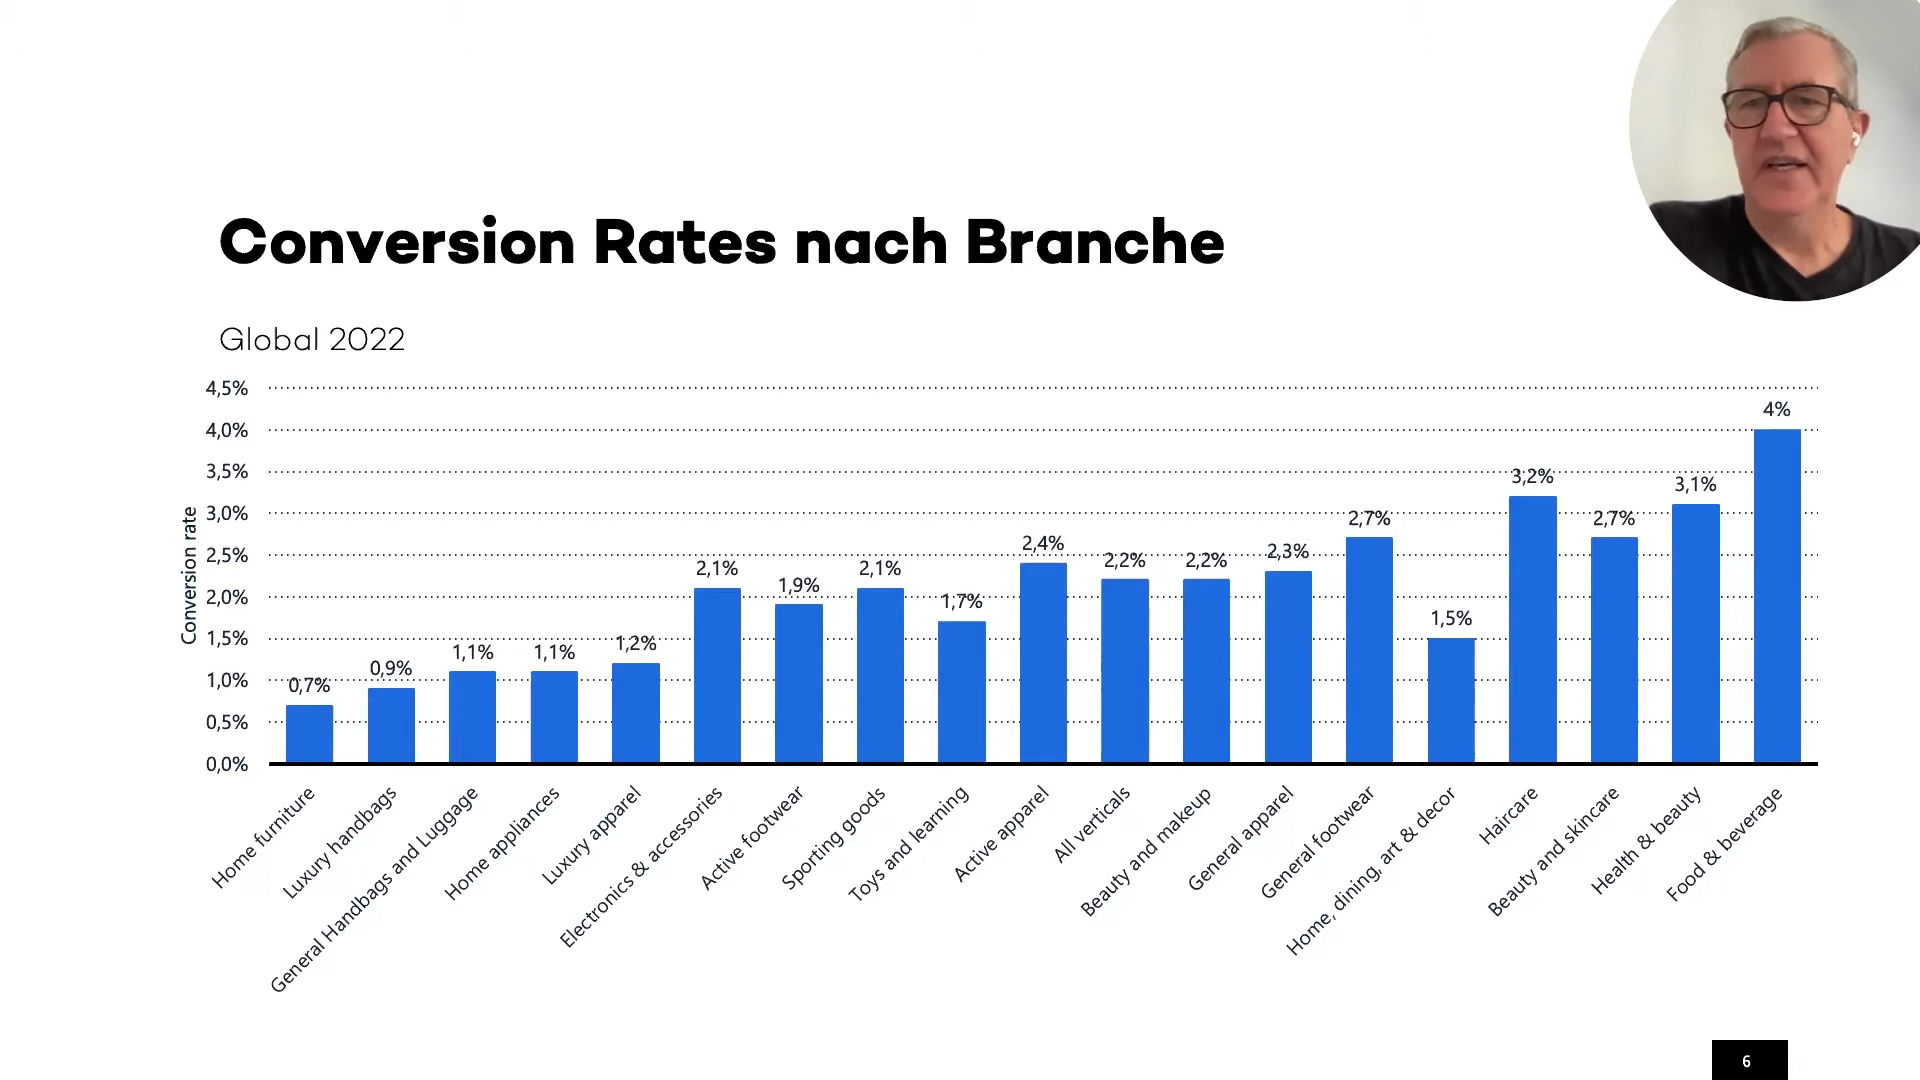 Conversion Rates nach Branche
Global 2022
Conversion rate
4,5%
4,0%
3,5%
3,0%
2,5%
2,0%
1,5%
1,0%
0,5%
0,0%
0,7%
0,9%
1,1%
1,1%
1,2%
2,1%
1,9%
2,1%
1,7%
2,4%
2,2%
2,2%
2,3%
2,7%
1,5%
3,2%
2,7%
3,1%
4%
Home furniture
Luxury handbags
General Handbags and Luggage
Home appliances
Luxury apparel
Electronics & accessories
Active footwear
Sporting goods
Toys and learning
Active apparel
All verticals
Beauty and makeup
General apparel
General footwear
Home, dining, art & decor
Haircare
Beauty and skincare
Health & beauty
Food & beverage
6